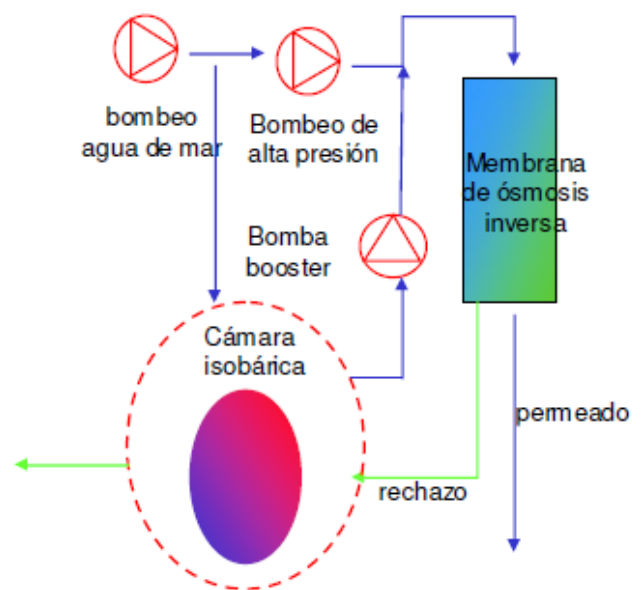 bombeo
agua de mar
Bombeo de
alta presión
Membrana
de ósmosis
inversa
Bomba
booster
Cámara
isobárica
permeado
rechazo